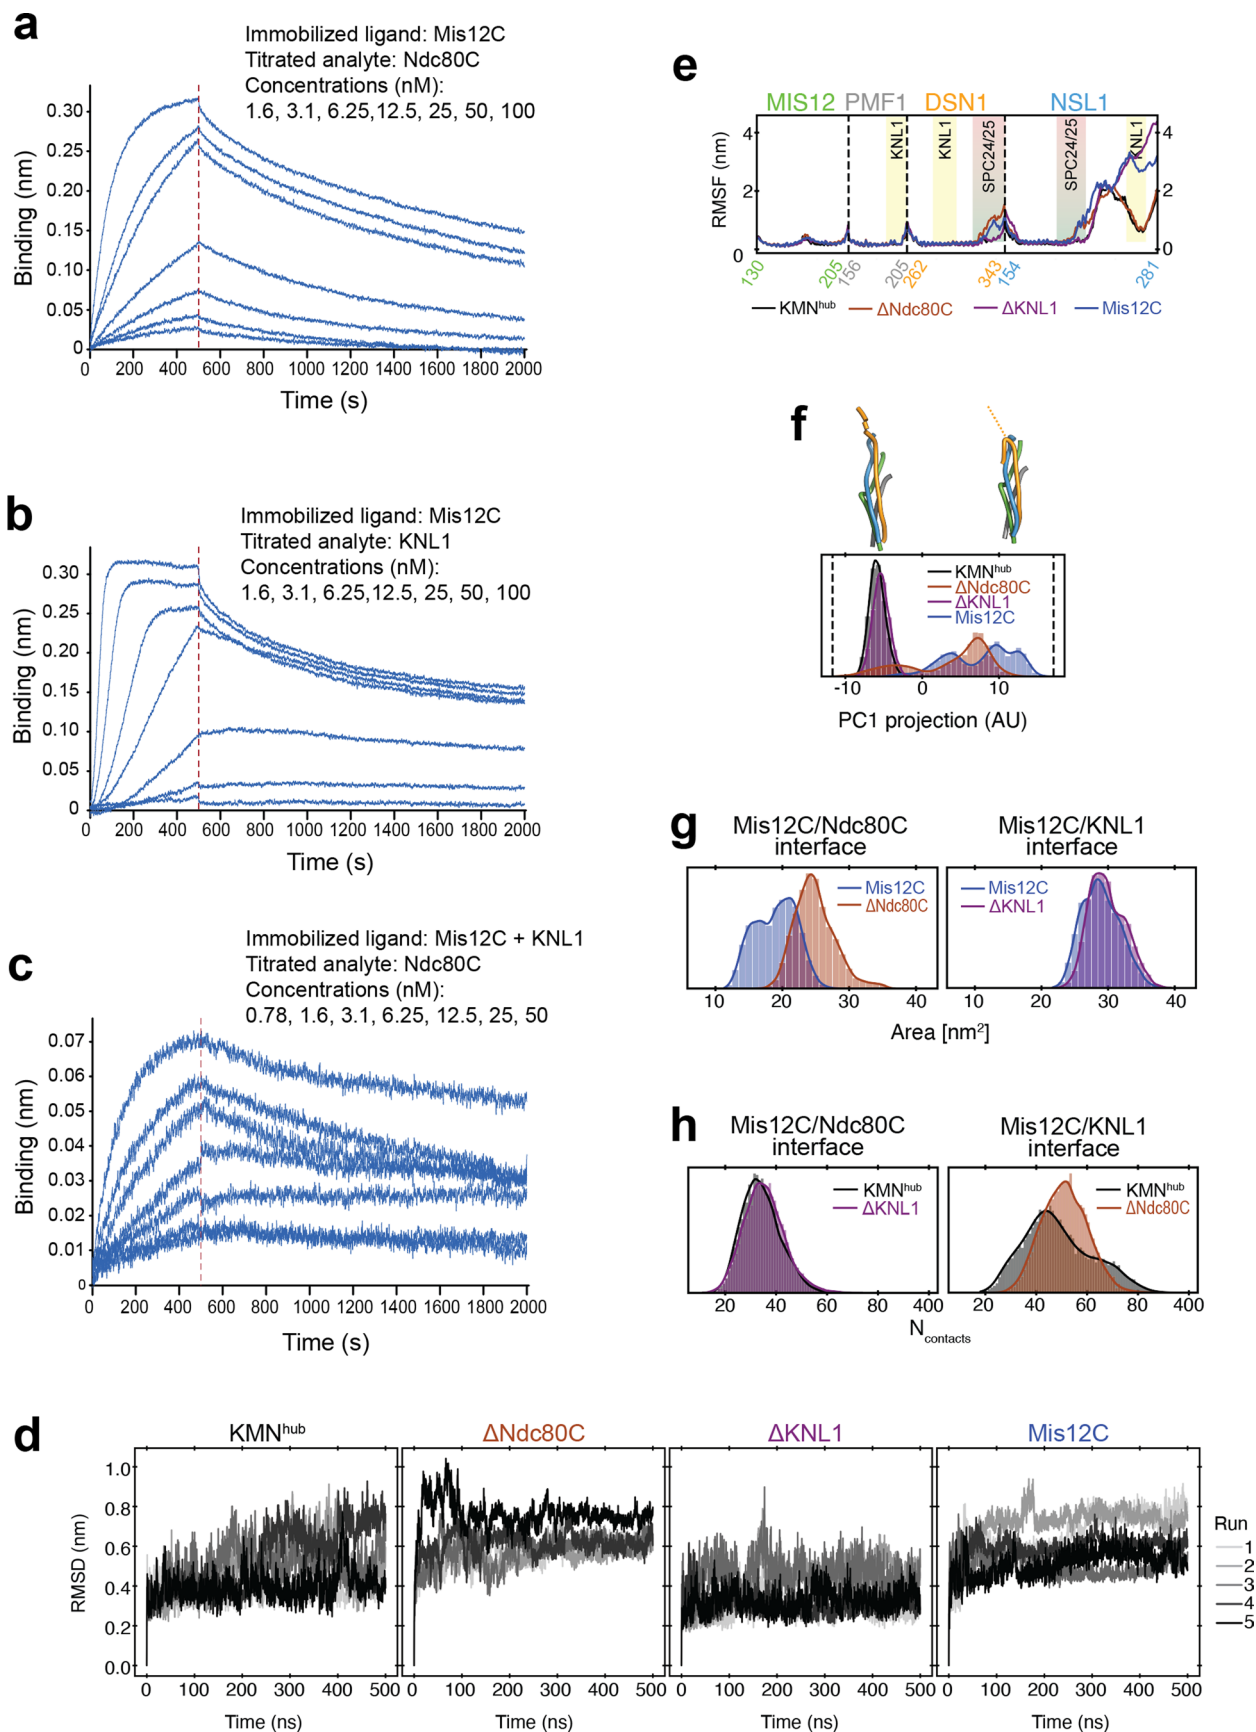 a
Immobilized ligand: Mis12C
Titrated analyte: Ndc80C
Concentrations (nM):
1.6, 3.1, 6.25,12.5, 25, 50, 100
Binding (nm)
0.30
0.25
0.20
0.15
0.10
0.05
0
0 200 400 600 800 1000 1200 1400 1600 1800 2000
Time (s)
b
Immobilized ligand: Mis12C
Titrated analyte: KNL1
Concentrations (nM):
1.6, 3.1, 6.25,12.5, 25, 50, 100
Binding (nm)
0.30
0.25
0.20
0.15
0.10
0.05
0
0 200 400 600 800 1000 1200 1400 1600 1800 2000
Time (s)
c
Immobilized ligand: Mis12C + KNL1
Titrated analyte: Ndc80C
Concentrations (nM):
0.78, 1.6, 3.1, 6.25, 12.5, 25, 50
Binding (nm)
0.07
0.06
0.05
0.04
0.03
0.02
0.01
0
0 200 400 600 800 1000 1200 1400 1600 1800 2000
Time (s)
e
MIS12 PMF1 DSN1 NSL1
RMSF (nm)
4
2
0
KNL1
KNL1
SPC24/25
SPC24/25
KNL1
4
2
0
130 205 156 205 262 343 154 281
KMNhub ΔNdc80C ΔKNL1 Mis12C
f
KMNhub
ΔNdc80C
ΔKNL1
Mis12C
-10 0 10
PC1 projection (AU)
g
Mis12C/Ndc80C
interface
Mis12C
ΔNdc80C
10 20 30 40
Mis12C/KNL1
interface
Mis12C
ΔKNL1
10 20 30 40
Area [nm2]
h
Mis12C/Ndc80C
interface
KMNhub
ΔKNL1
20 40 60 80 400
Mis12C/KNL1
interface
KMNhub
ΔNdc80C
20 40 60 80 400
Ncontacts
d
KMNhub ΔNdc80C ΔKNL1 Mis12C
RMSD (nm)
1.0
0.8
0.6
0.4
0.2
0.0
0 100 200 300 400 500
0 100 200 300 400 500
0 100 200 300 400 500
0 100 200 300 400 500
Time (ns) Time (ns) Time (ns) Time (ns)
Run
1
2
3
4
5